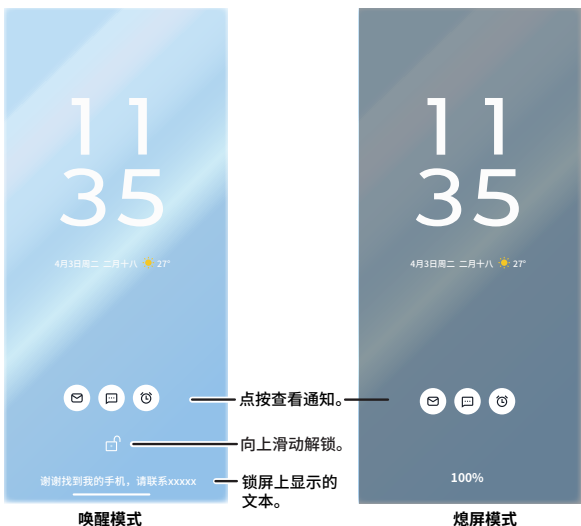 11
35
4月3日周二 二月十八 27°
谢谢找到我的手机，请联系xxxxx
唤醒模式
点按查看通知。
向上滑动解锁。
锁屏上显示的
文本。
11
35
4月3日周二 二月十八 27°
100%
熄屏模式